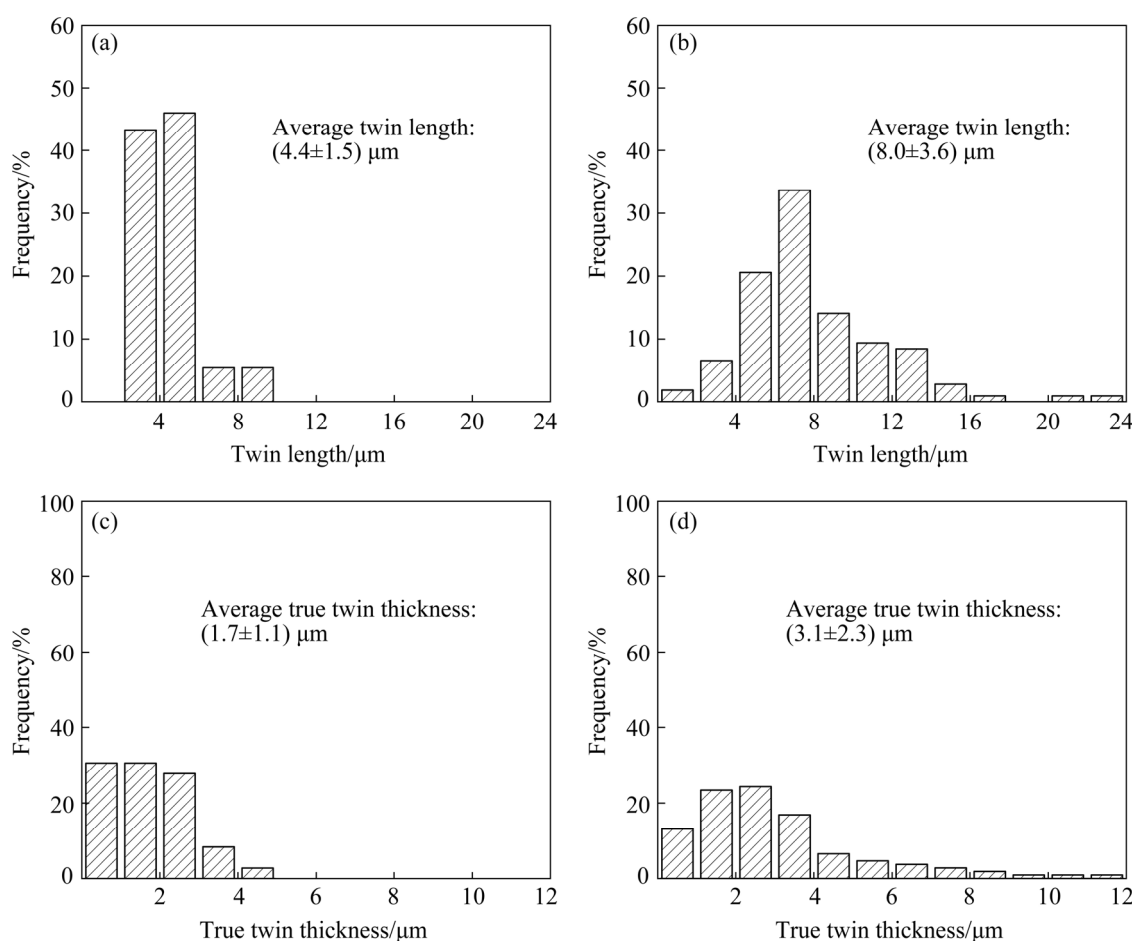 (a)
60
50
40
30
20
10
0
Frequency/%
Average twin length:
(4.4±1.5) μm
4 8 12 16 20 24
Twin length/μm
(b)
60
50
40
30
20
10
0
Frequency/%
Average twin length:
(8.0±3.6) μm
4 8 12 16 20 24
Twin length/μm
(c)
100
80
60
40
20
0
Frequency/%
Average true twin thickness:
(1.7±1.1) μm
2 4 6 8 10 12
True twin thickness/μm
(d)
100
80
60
40
20
0
Frequency/%
Average true twin thickness:
(3.1±2.3) μm
2 4 6 8 10 12
True twin thickness/μm